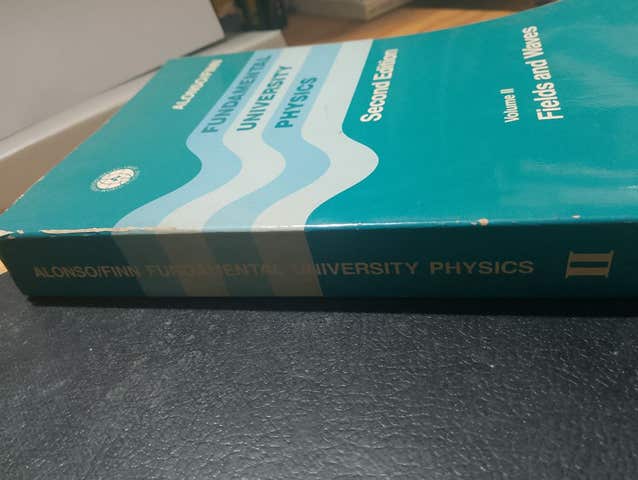 ALONSO/FINN
FUNDAMENTAL
UNIVERSITY
PHYSICS
Second Edition
Volume II
Fields and Waves
ALONSO/FINN FUNDAMENTAL UNIVERSITY PHYSICS II